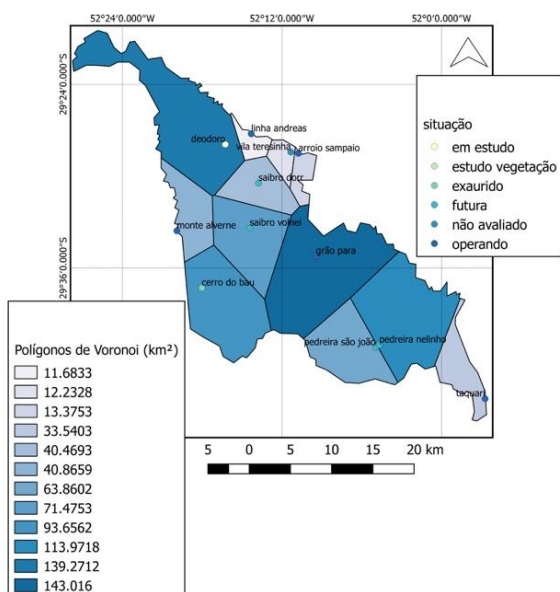 52°24'0.000"W
52°12'0.000"W
52°0'0.000"W
29°24'0.000"S
29°36'0.000"S
linha andreas
deodoro
vila teresinha
arroio sampaio
saibro dorr
monte alverne
saibro volnei
grão para
cerro do bau
pedreira são joão
pedreira nelinho
taquari
situação
em estudo
estudo vegetação
exaurido
futura
não avaliado
operando
Polígonos de Voronoi (km²)
11.6833
12.2328
13.3753
33.5403
40.4693
40.8659
63.8602
71.4753
93.6562
113.9718
139.2712
143.016
5 0 5 10 15 20 km